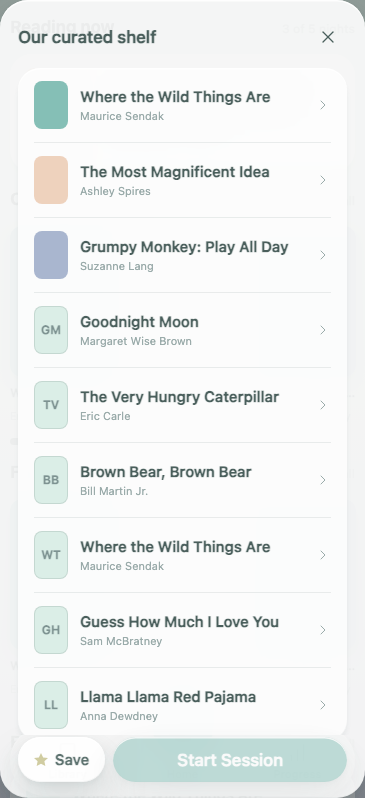 Reading now
Our curated shelf
Where the Wild Things Are
Maurice Sendak
The Most Magnificent Idea
Ashley Spires
Grumpy Monkey: Play All Day
Suzanne Lang
GM
Goodnight Moon
Margaret Wise Brown
TV
The Very Hungry Caterpillar
Eric Carle
BB
Brown Bear, Brown Bear
Bill Martin Jr.
WT
Where the Wild Things Are
Maurice Sendak
GH
Guess How Much I Love You
Sam McBratney
LL
Llama Llama Red Pajama
Anna Dewdney
Save
Start Session